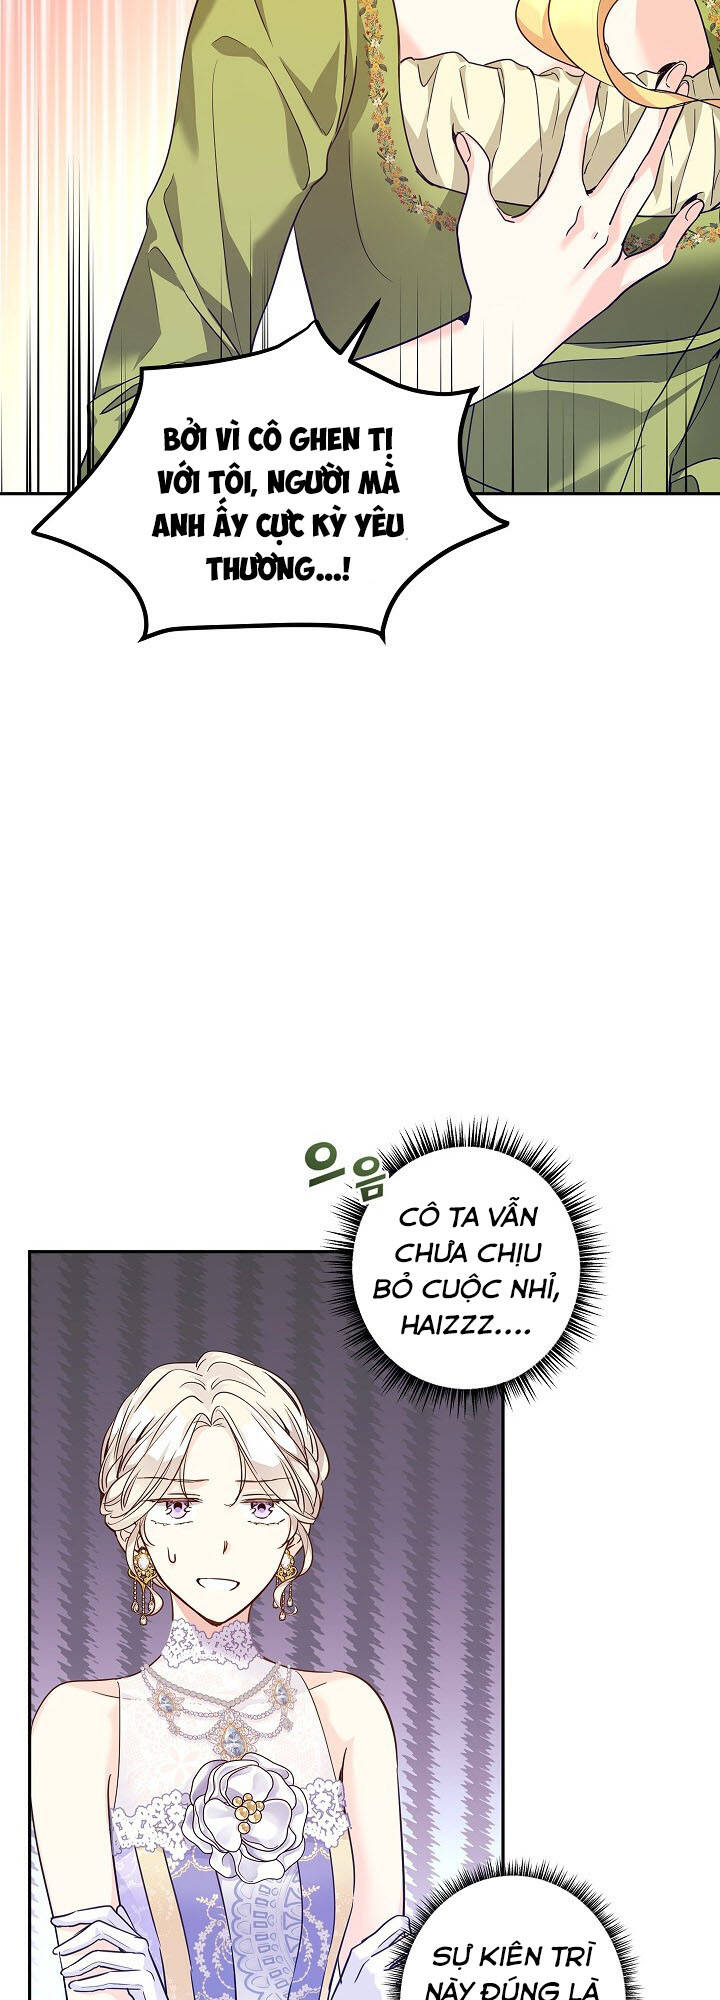 BỞI VÌ CÔ GHEN TỊ
VỚI TÔI, NGƯỜI MÀ
ANH ẤY CỰC KỲ YÊU
THƯƠNG...!
으음
CÔ TA VẪN
CHƯA CHỊU
BỎ CUỘC NHỈ,
HAIZZZ....
SỰ KIÊN TRÌ
NÀY ĐÚNG LÀ